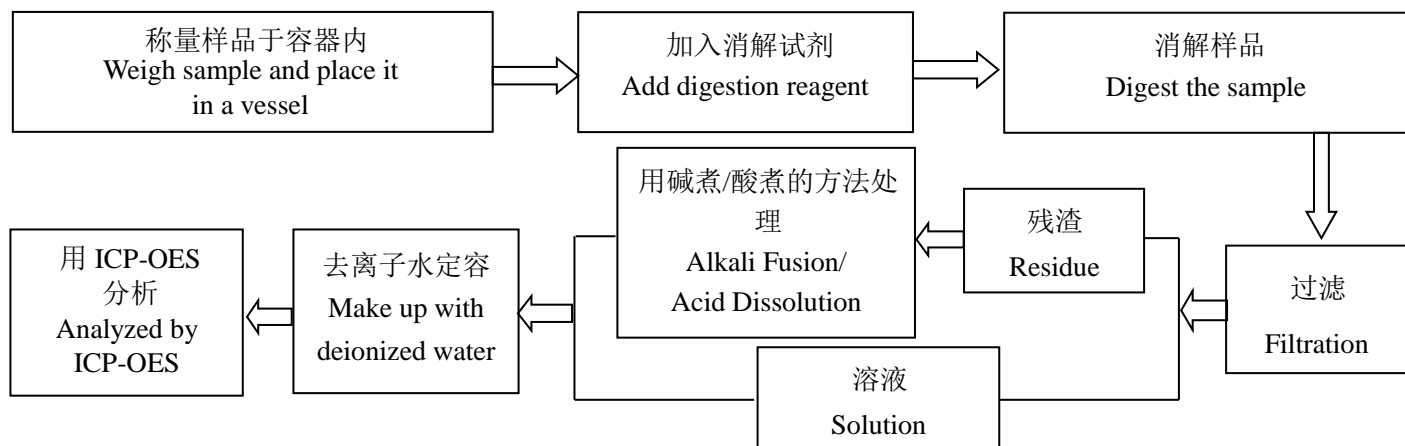 称量样品于容器内
Weigh sample and place it
in a vessel
加入消解试剂
Add digestion reagent
消解样品
Digest the sample
过滤
Filtration
残渣
Residue
用碱煮/酸煮的方法处
理
Alkali Fusion/
Acid Dissolution
溶液
Solution
去离子水定容
Make up with
deionized water
用 ICP-OES
分析
Analyzed by
ICP-OES